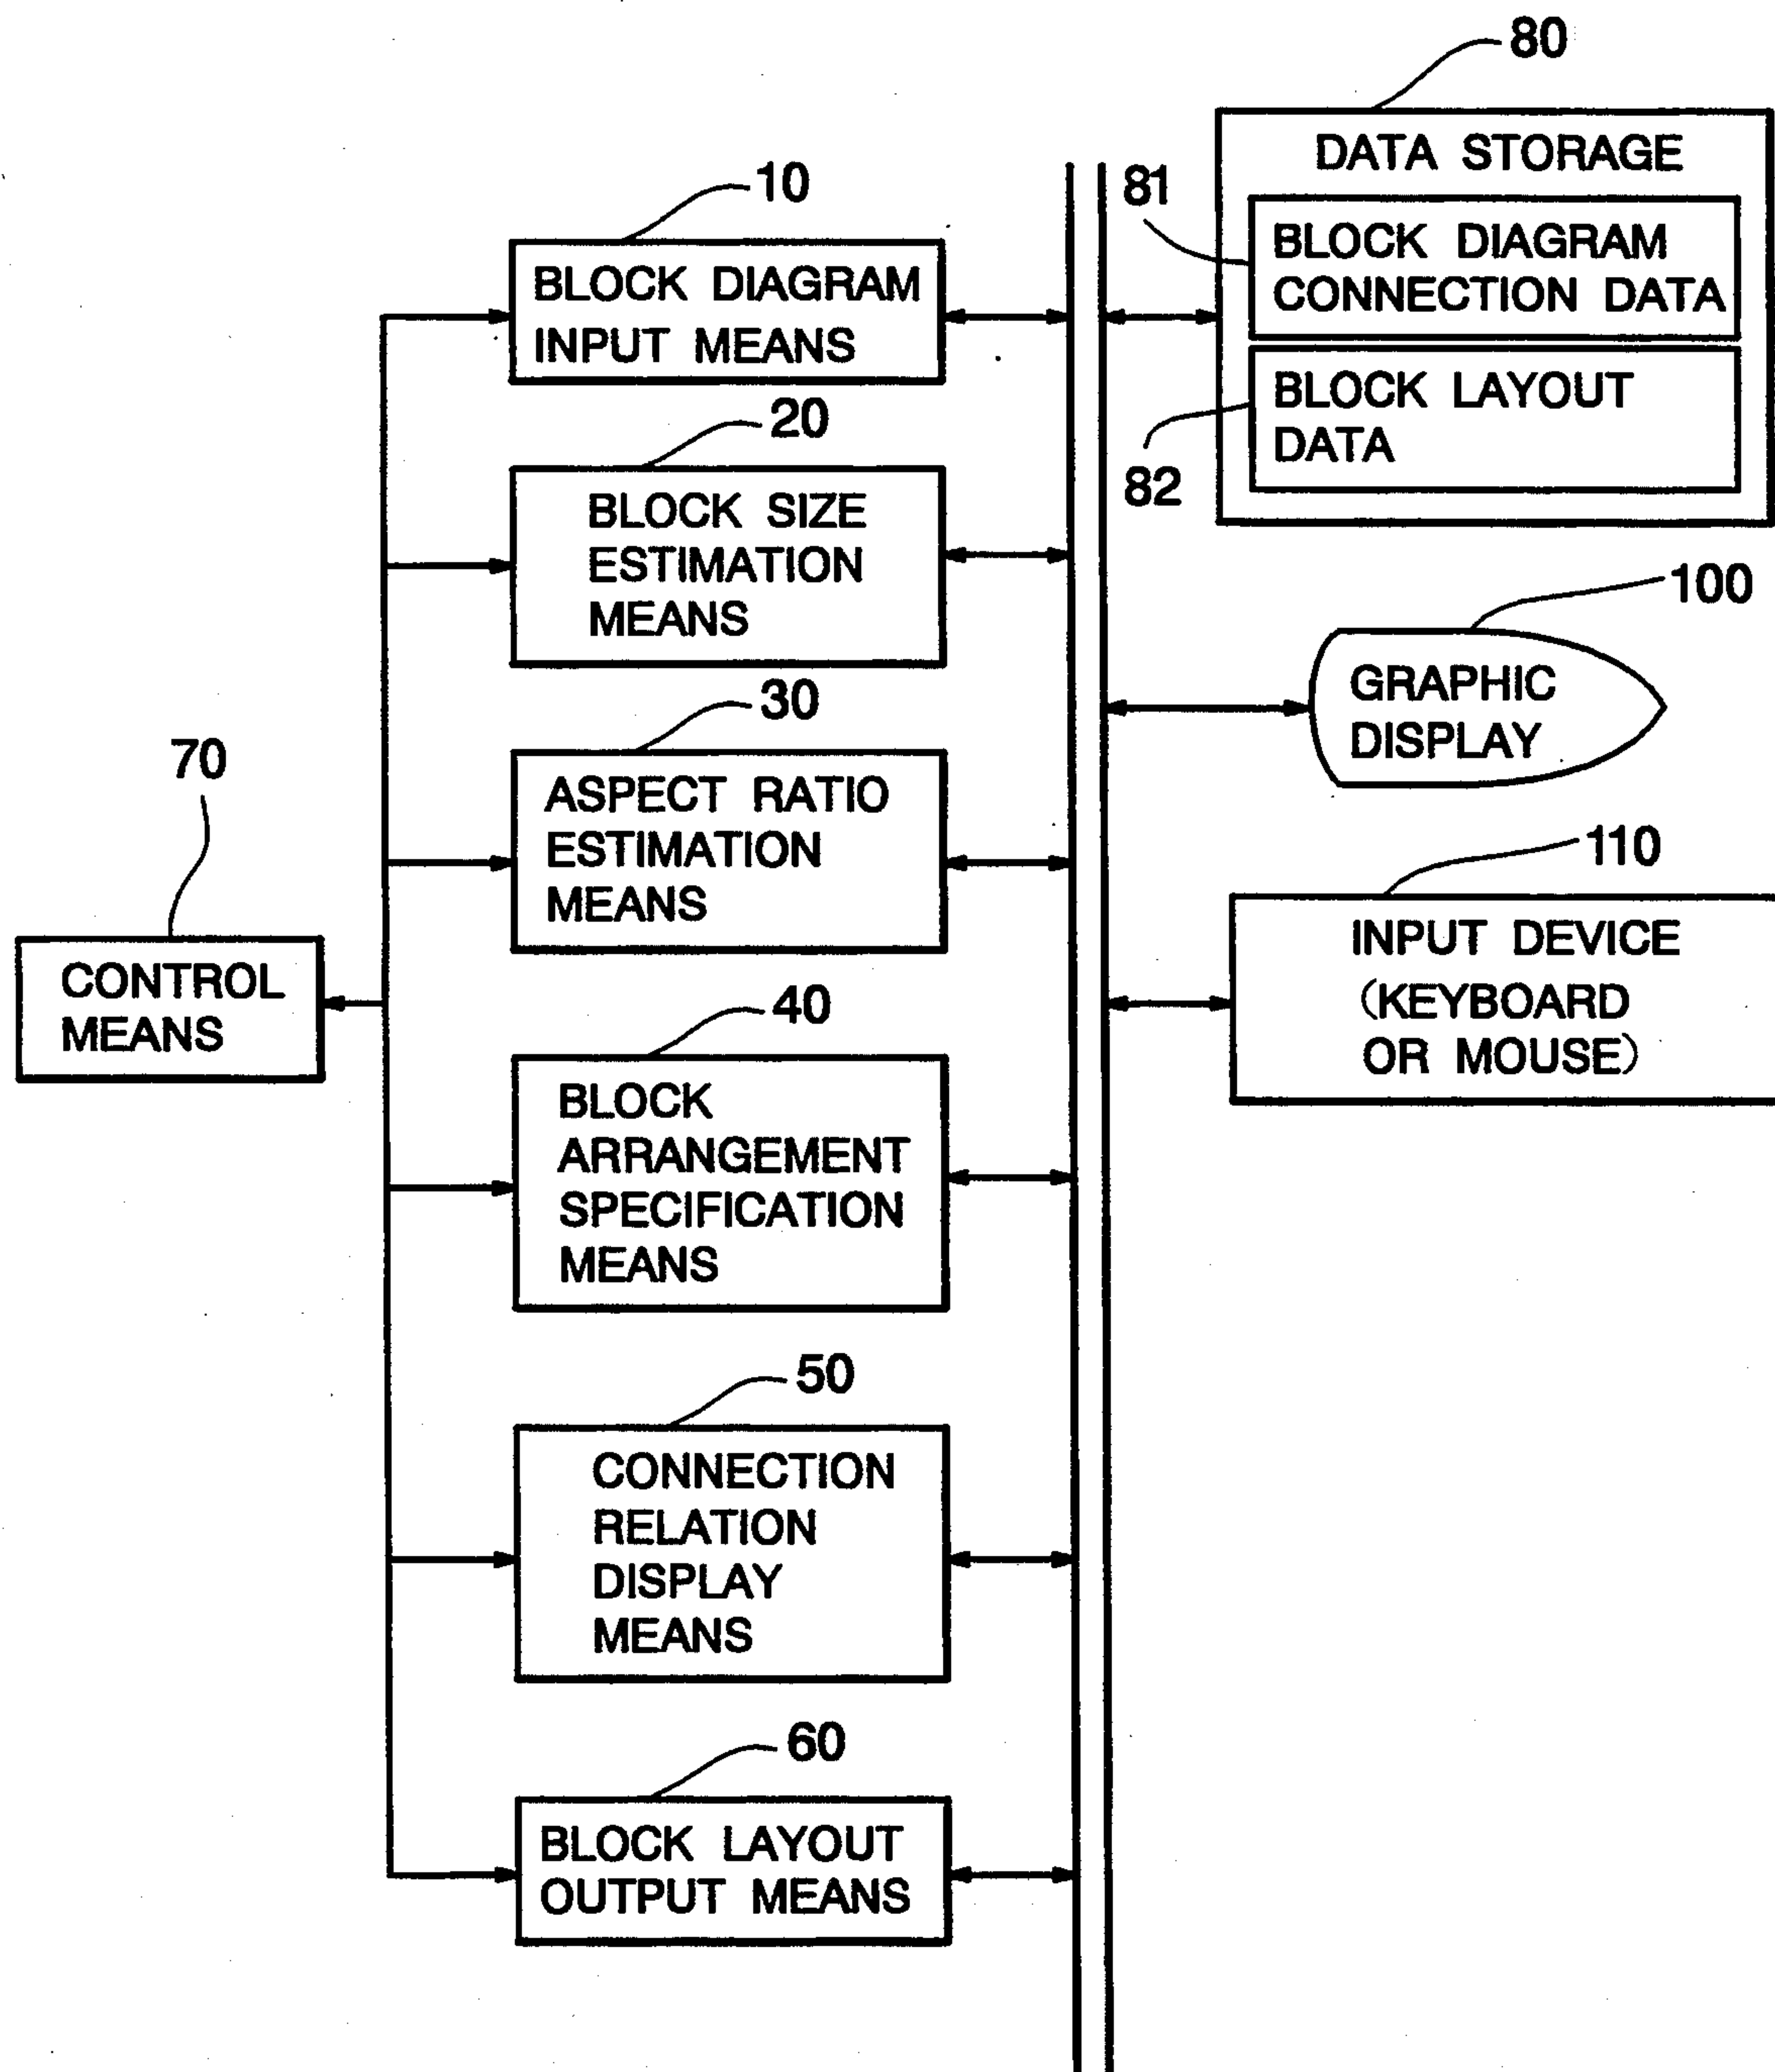 80
DATA STORAGE
81
BLOCK DIAGRAM
CONNECTION DATA
BLOCK LAYOUT
DATA
82
10
BLOCK DIAGRAM
INPUT MEANS
20
BLOCK SIZE
ESTIMATION
MEANS
100
GRAPHIC
DISPLAY
30
ASPECT RATIO
ESTIMATION
MEANS
70
CONTROL
MEANS
110
INPUT DEVICE
(KEYBOARD
OR MOUSE)
40
BLOCK
ARRANGEMENT
SPECIFICATION
MEANS
50
CONNECTION
RELATION
DISPLAY
MEANS
60
BLOCK LAYOUT
OUTPUT MEANS